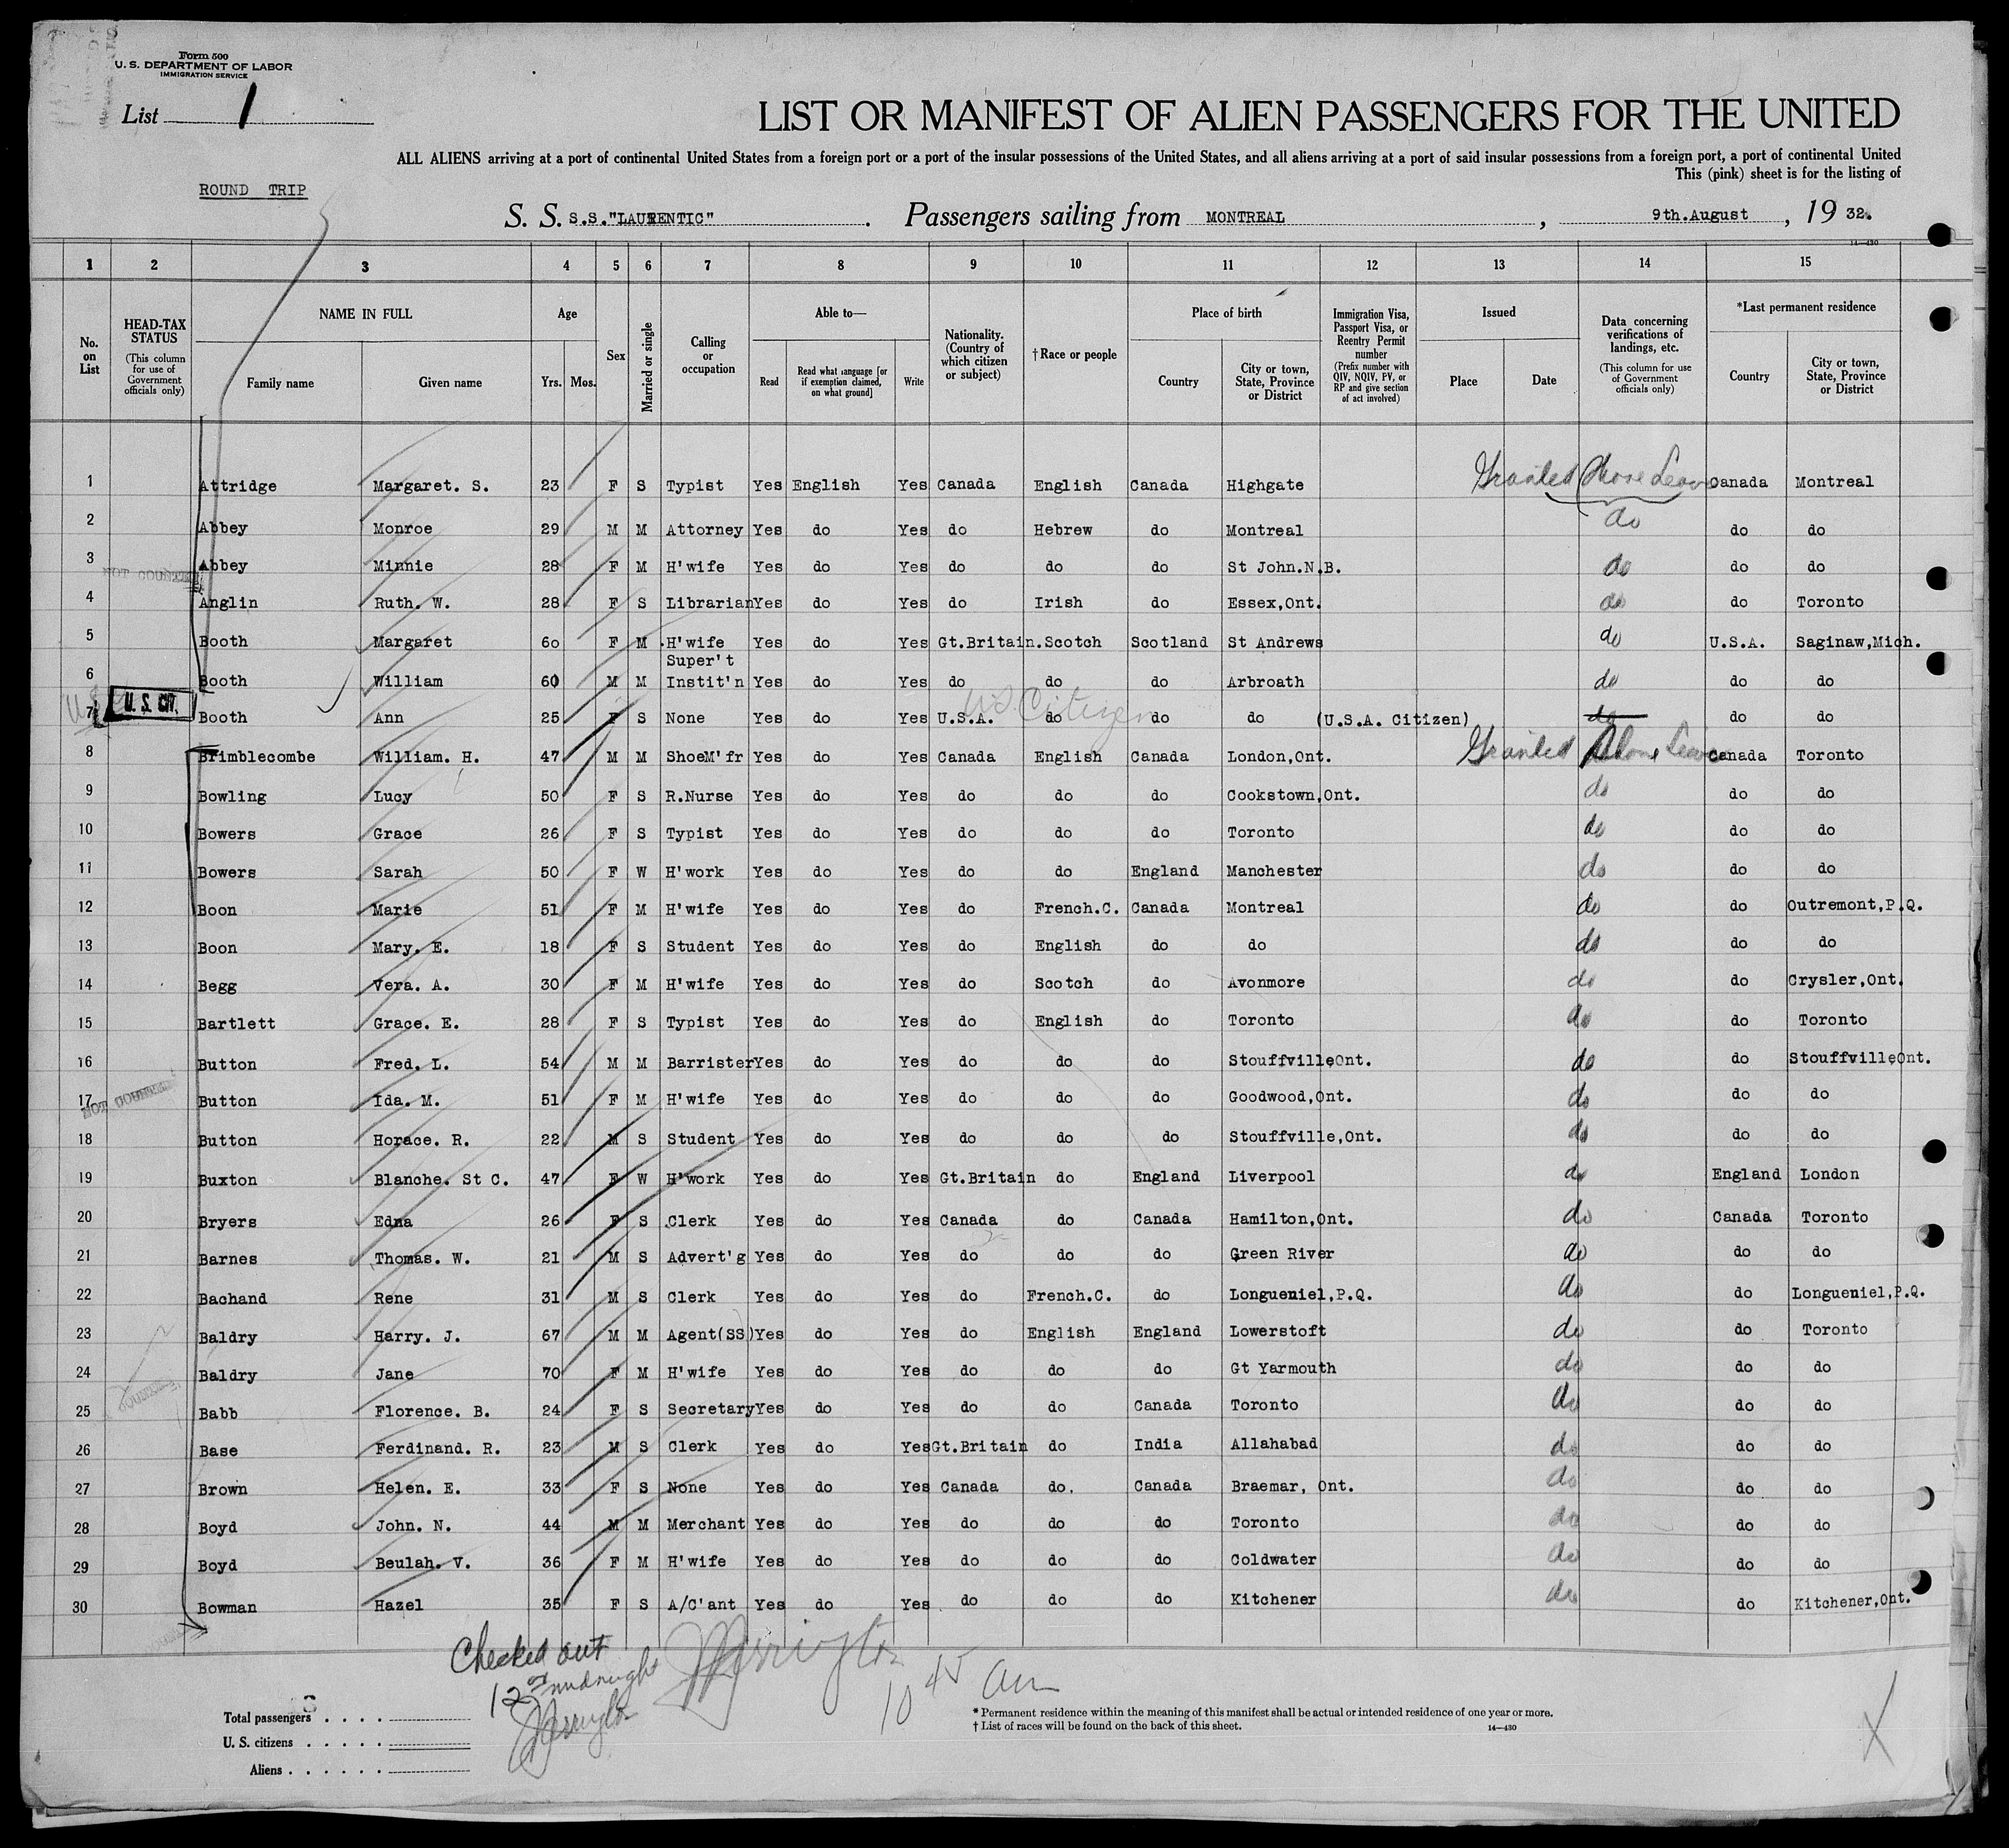 Form 500
U. S. DEPARTMENT OF LABOR
IMMIGRATION SERVICE
List 1
LIST OR MANIFEST OF ALIEN PASSENGERS FOR THE UNITED
ALL ALIENS arriving at a port of continental United States from a foreign port or a port of the insular possessions of the United States, and all aliens arriving at a port of said insular possessions from a foreign port, a port of continental United
This (pink) sheet is for the listing of
ROUND TRIP
S. S. S.S."LAURENTIC". Passengers sailing from MONTREAL, 9th.August, 19 32.
14—430
1 2 3 4 5 6 7 8 9 10 11 12 13 14 15
No. on List
HEAD-TAX STATUS (This column for use of Government officials only)
NAME IN FULL
Family name Given name
Age
Yrs. Mos.
Sex
Married or single
Calling or occupation
Able to—
Read
Read what language [or if exemption claimed, on what ground]
Write
Nationality. (Country of which citizen or subject)
†Race or people
Place of birth
Country
City or town, State, Province or District
Immigration Visa, Passport Visa, or Reentry Permit number (Prefix number with QIV, NQIV, PV, or RP and give section of act involved)
Issued
Place Date
Data concerning verifications of landings, etc. (This column for use of Government officials only)
*Last permanent residence
Country
City or town, State, Province or District
1 Attridge Margaret. S. 23 F S Typist Yes English Yes Canada English Canada Highgate Granted Shore Leave Canada Montreal
2 Abbey Monroe 29 M M Attorney Yes do Yes do Hebrew do Montreal do do do
3 Abbey Minnie 28 F M H'wife Yes do Yes do do do St John.N.B. do do do
NOT COUNTED
4 Anglin Ruth. W. 28 F S Librarian Yes do Yes do Irish do Essex,Ont. do do Toronto
5 Booth Margaret 60 F M H'wife Yes do Yes Gt.Britain. Scotch Scotland St Andrews do U.S.A. Saginaw,Mich.
6 Booth William 60 M M Super't Instit'n Yes do Yes do do do Arbroath do do do
7 U. S. CIT. Booth Ann 25 F S None Yes do Yes U.S.A. do do do (U.S.A. Citizen) do do do
US Citizen
8 Brimblecombe William. H. 47 M M ShoeM'fr Yes do Yes Canada English Canada London,Ont. Granted Shore Leave Canada Toronto
9 Bowling Lucy 50 F S R.Nurse Yes do Yes do do do Cookstown,Ont. do do do
10 Bowers Grace 26 F S Typist Yes do Yes do do do Toronto do do do
11 Bowers Sarah 50 F W H'work Yes do Yes do do England Manchester do do do
12 Boon Marie 51 F M H'wife Yes do Yes do French.C. Canada Montreal do do Outremont,P.Q.
13 Boon Mary. E. 18 F S Student Yes do Yes do English do do do do do
14 Begg Vera. A. 30 F M H'wife Yes do Yes do Scotch do Avonmore do do Crysler,Ont.
15 Bartlett Grace. E. 28 F S Typist Yes do Yes do English do Toronto do do Toronto
16 Button Fred. L. 54 M M Barrister Yes do Yes do do do Stouffville,Ont. do do Stouffville,Ont.
17 Button Ida. M. 51 F M H'wife Yes do Yes do do do Goodwood,Ont. do do do
NOT COUNTED
18 Button Horace. R. 22 M S Student Yes do Yes do do do Stouffville,Ont. do do do
19 Buxton Blanche. St C. 47 F W H'work Yes do Yes Gt.Britain do England Liverpool do England London
20 Bryers Edna 26 F S Clerk Yes do Yes Canada do Canada Hamilton,Ont. do Canada Toronto
21 Barnes Thomas. W. 21 M S Advert'g Yes do Yes do do do Green River do do do
22 Bachand Rene 31 M S Clerk Yes do Yes do French.C. do Longueniel,P.Q. do do Longueniel,P.Q.
23 Baldry Harry. J. 67 M M Agent(SS) Yes do Yes do English England Lowerstoft do do Toronto
24 Baldry Jane 70 F M H'wife Yes do Yes do do do Gt Yarmouth do do do
25 Babb Florence. B. 24 F S Secretary Yes do Yes do do Canada Toronto do do do
26 Base Ferdinand. R. 23 M S Clerk Yes do Yes Gt.Britain do India Allahabad do do do
27 Brown Helen. E. 33 F S None Yes do Yes Canada do. Canada Braemar, Ont. do do do
28 Boyd John. N. 44 M M Merchant Yes do Yes do do do Toronto do do do
29 Boyd Beulah. V. 36 F M H'wife Yes do Yes do do do Coldwater do do do
30 Bowman Hazel 35 F S A/C'ant Yes do Yes do do do Kitchener do do Kitchener,Ont.
Checked out
12 midnight
10 45 am
Total passengers
U. S. citizens
Aliens
* Permanent residence within the meaning of this manifest shall be actual or intended residence of one year or more.
† List of races will be found on the back of this sheet. 14—430
X